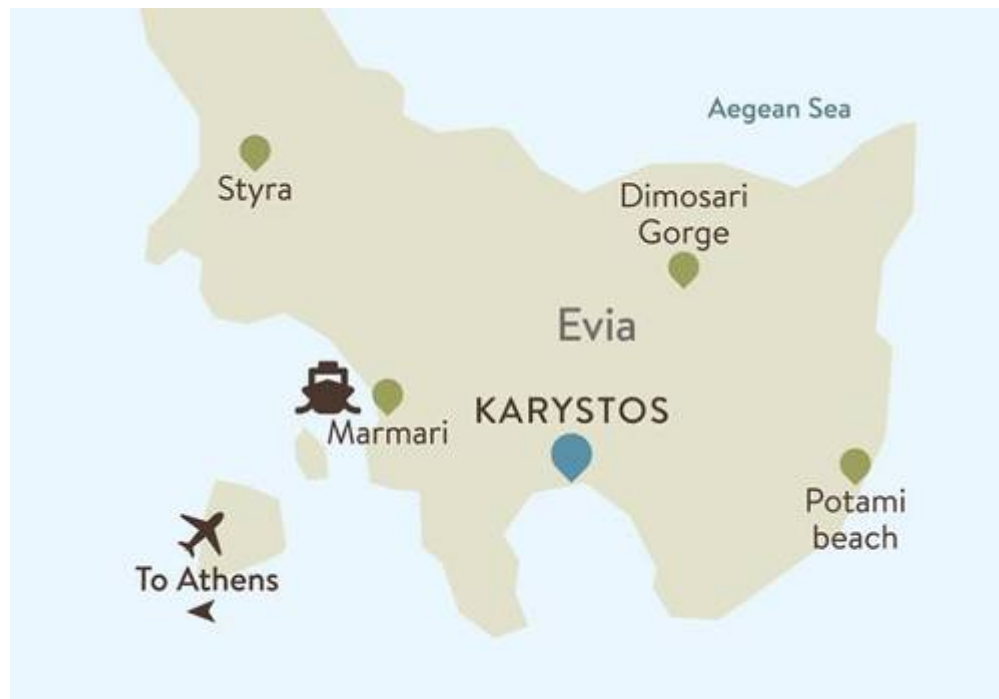 Aegean Sea
Styra
Dimosari
Gorge
Evia
KARYSTOS
Marmari
Potami
beach
To Athens